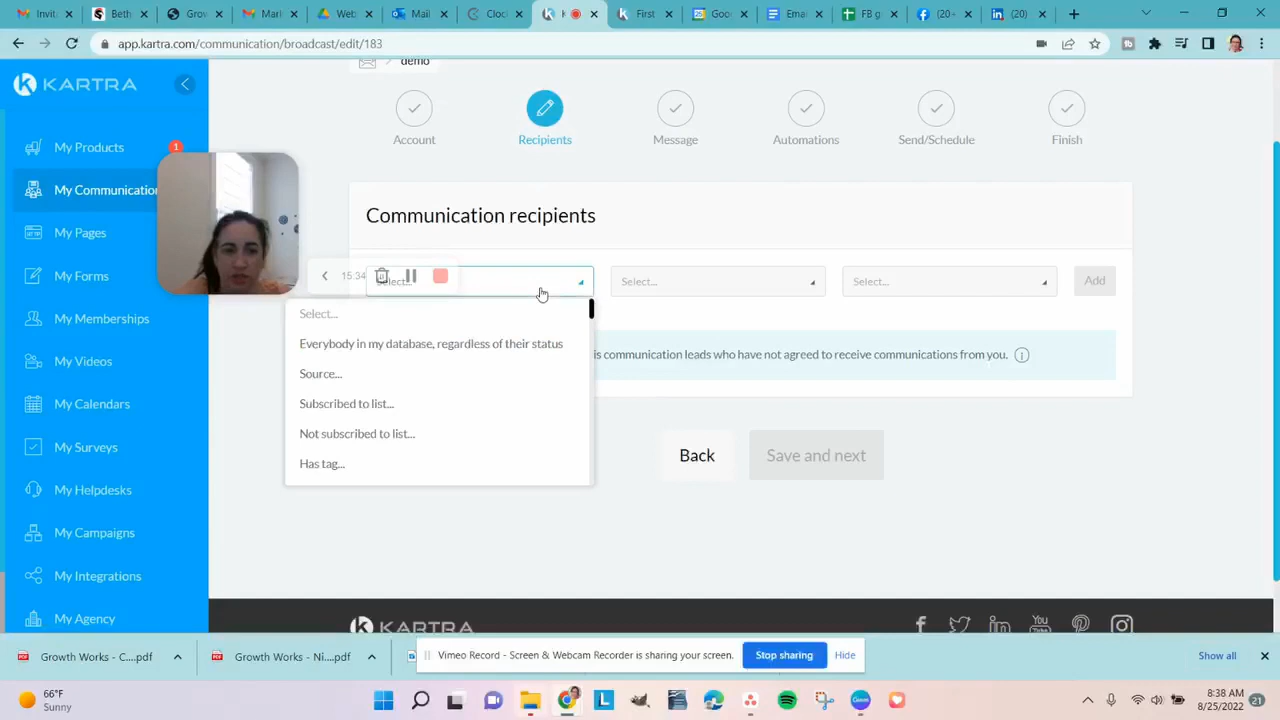 Invit
Beth
Grov
Mark
Web
Mail
Cloc
K
First
Goo
Ema
FB g
(20+
(20)
app.kartra.com/communication/broadcast/edit/183
KARTRA
demo
Account
Recipients
Message
Automations
Send/Schedule
Finish
My Products
1
My Communication
My Pages
My Forms
My Memberships
My Videos
My Calendars
My Surveys
My Helpdesks
My Campaigns
My Integrations
My Agency
Communication recipients
15:34
Select...
Select...
Select...
Add
Select...
Everybody in my database, regardless of their status
Source...
Subscribed to list...
Not subscribed to list...
Has tag...
is communication leads who have not agreed to receive communications from you.
Back
Save and next
KARTRA
Growth Works - C....pdf
Growth Works - Ni....pdf
Vimeo Record - Screen & Webcam Recorder is sharing your screen.
Stop sharing
Hide
Show all
66°F
Sunny
8:38 AM
8/25/2022
21